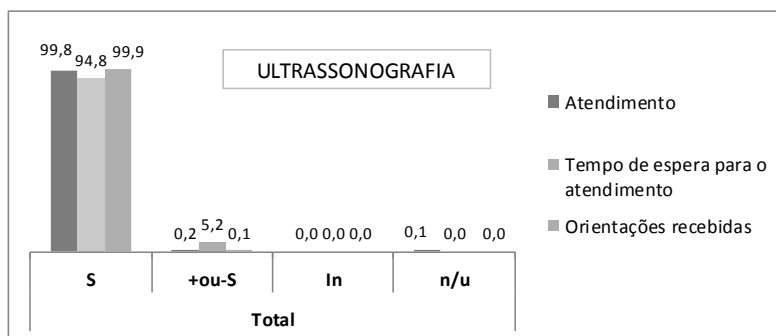 99,8
94,8
99,9
ULTRASSONOGRAFIA
Atendimento
Tempo de espera para o
atendimento
Orientações recebidas
0,2
5,2
0,1
0,0 0,0 0,0
0,1
0,0
0,0
S
+ou-S
In
n/u
Total